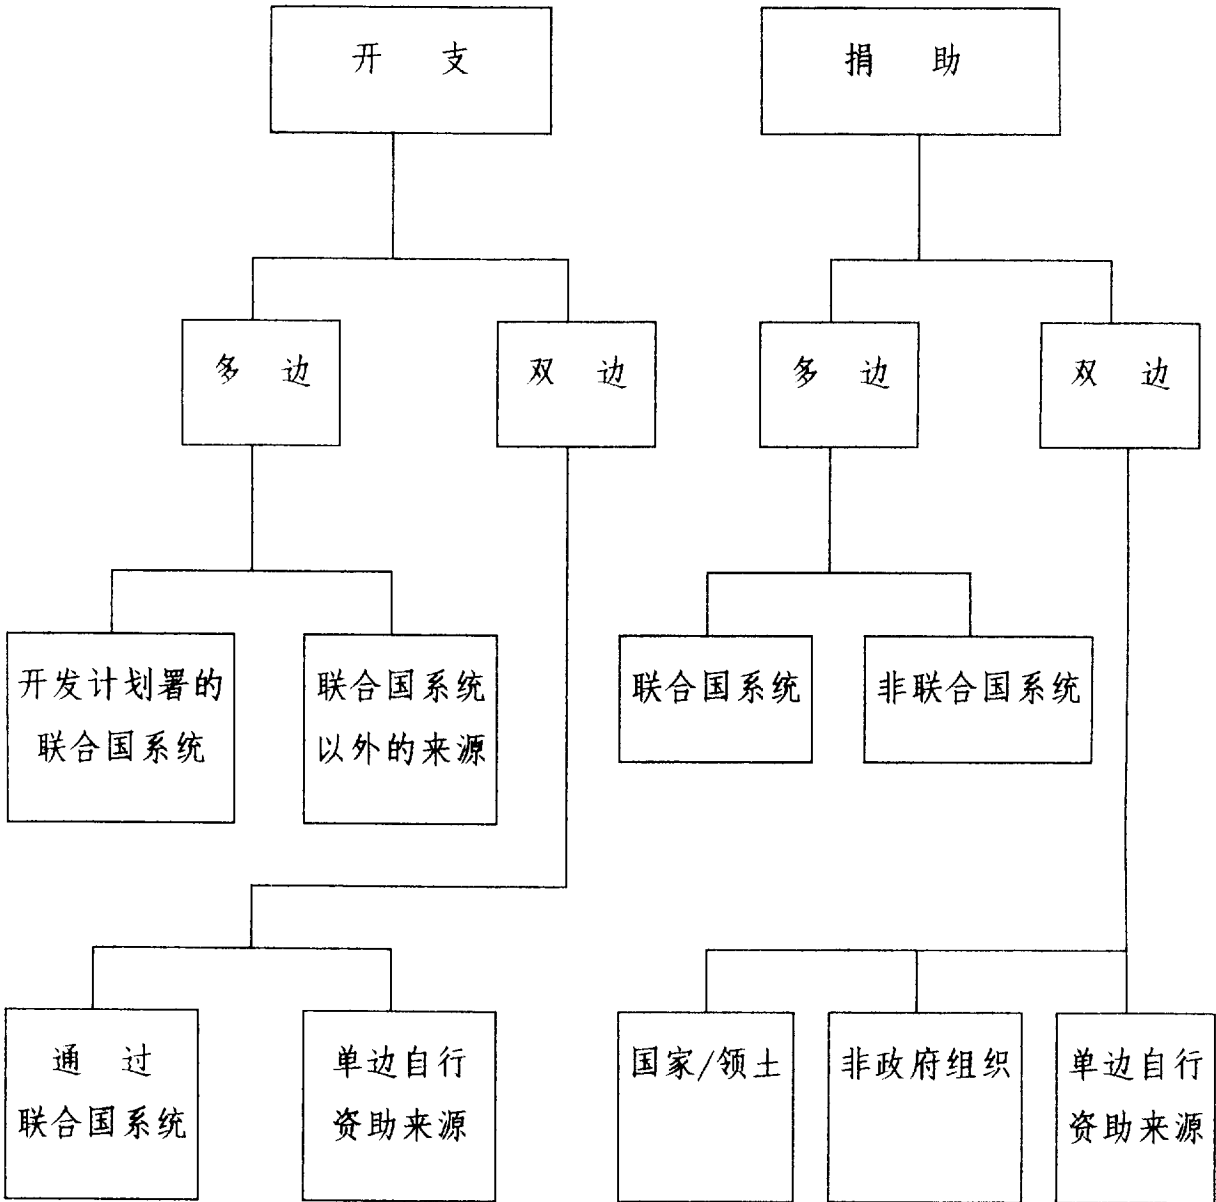 开 支
捐 助
多 边
双 边
多 边
双 边
开发计划署的
联合国系统
联合国系统
以外的来源
联合国系统
非联合国系统
通 过
联合国系统
单边自行
资助来源
国家/领土
非政府组织
单边自行
资助来源